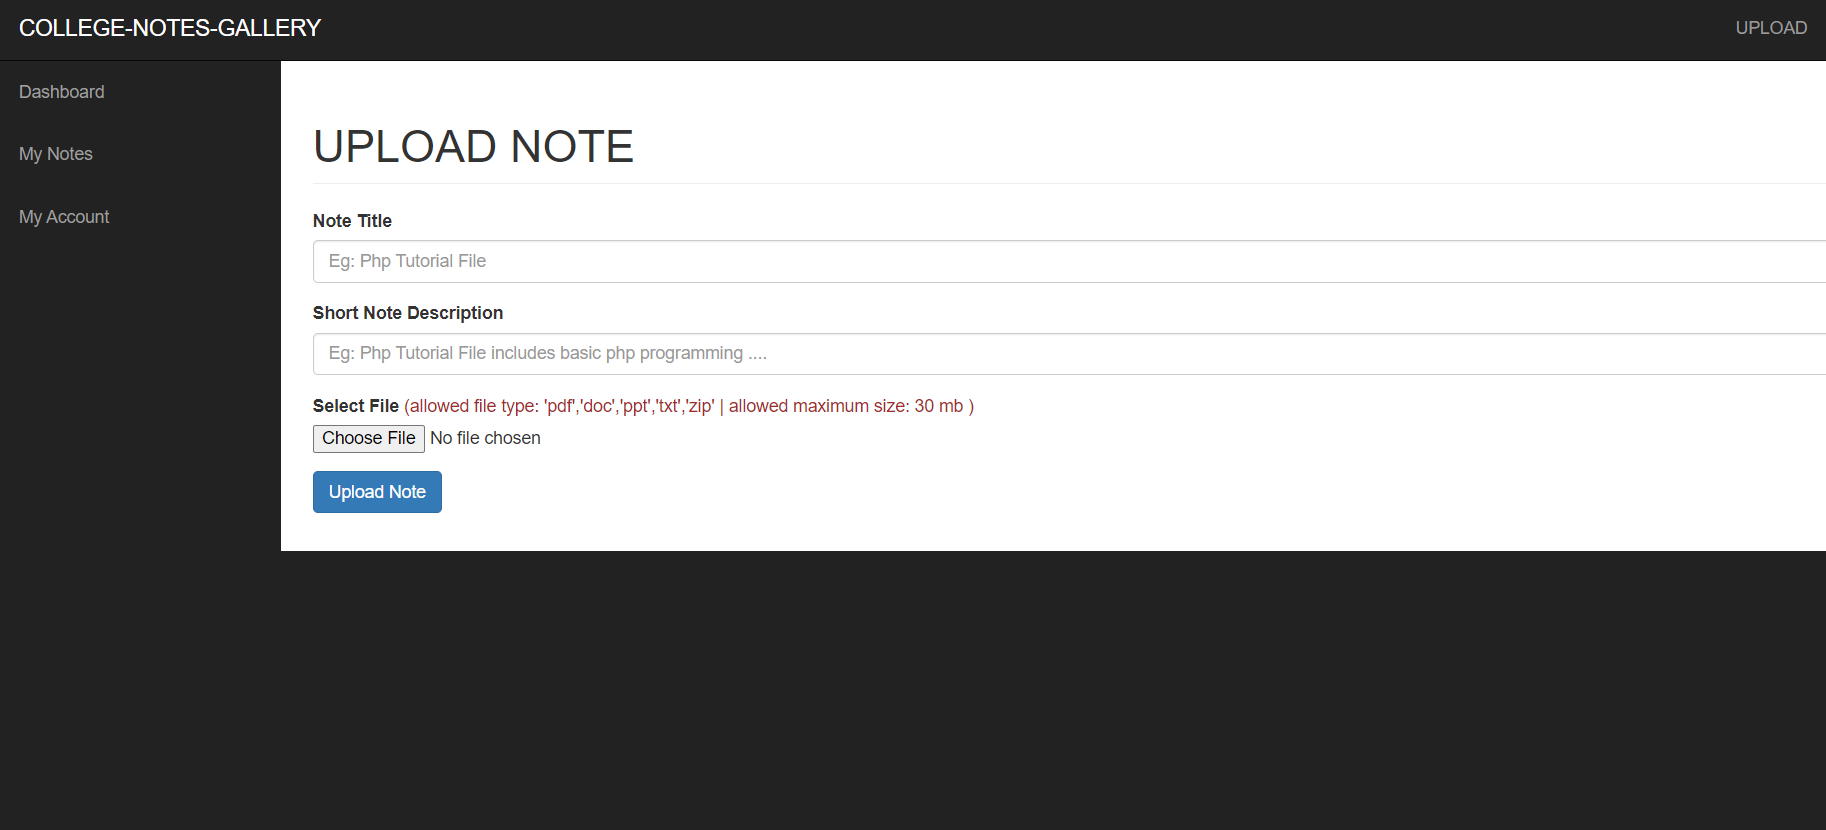 COLLEGE-NOTES-GALLERY
UPLOAD
Dashboard
My Notes
My Account
UPLOAD NOTE
Note Title
Eg: Php Tutorial File
Short Note Description
Eg: Php Tutorial File includes basic php programming ....
Select File (allowed file type: 'pdf','doc','ppt','txt','zip' | allowed maximum size: 30 mb )
Choose File No file chosen
Upload Note